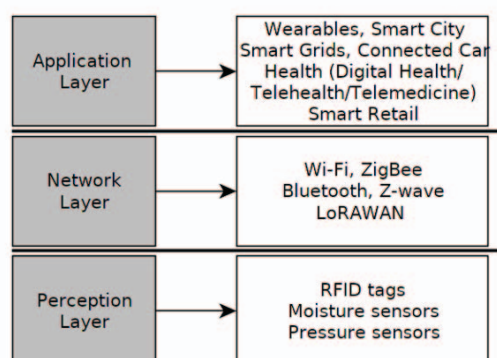 Application
Layer
Wearables, Smart City
Smart Grids, Connected Car
Health (Digital Health/
Telehealth/Telemedicine)
Smart Retail
Network
Layer
Wi-Fi, ZigBee
Bluetooth, Z-wave
LoRAWAN
Perception
Layer
RFID tags
Moisture sensors
Pressure sensors